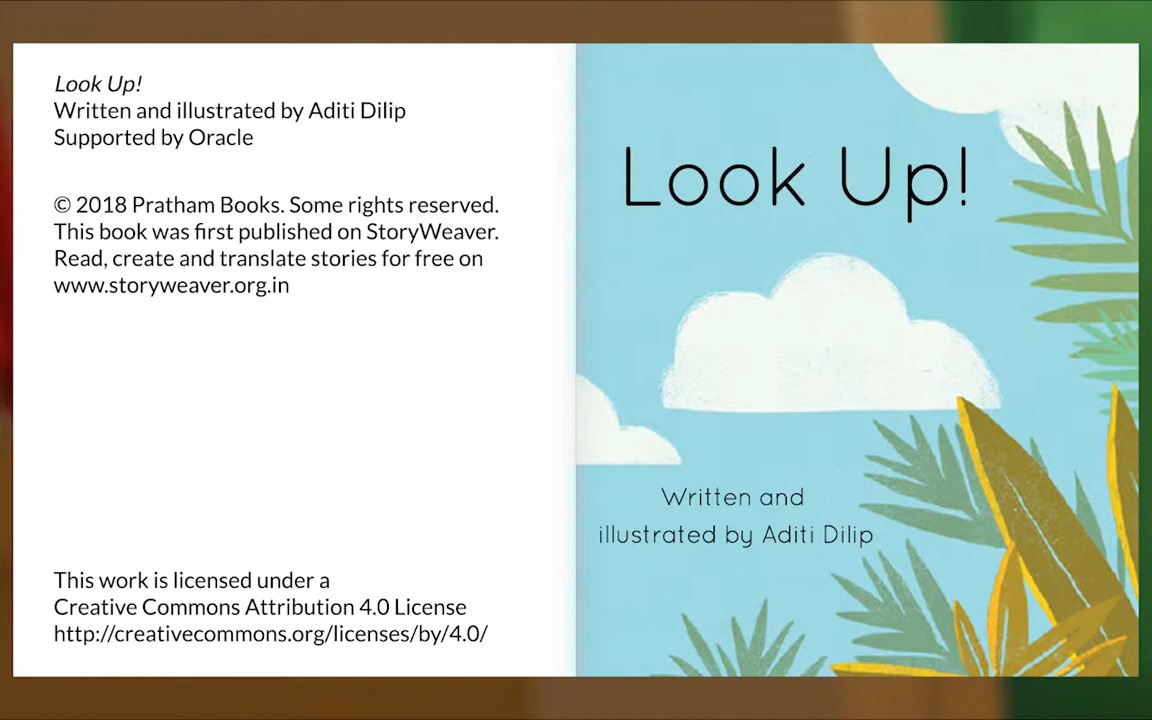 Look Up!
Written and illustrated by Aditi Dilip
Supported by Oracle
© 2018 Pratham Books. Some rights reserved.
This book was first published on StoryWeaver.
Read, create and translate stories for free on
www.storyweaver.org.in
This work is licensed under a
Creative Commons Attribution 4.0 License
http://creativecommons.org/licenses/by/4.0/
Look Up!
Written and
illustrated by Aditi Dilip